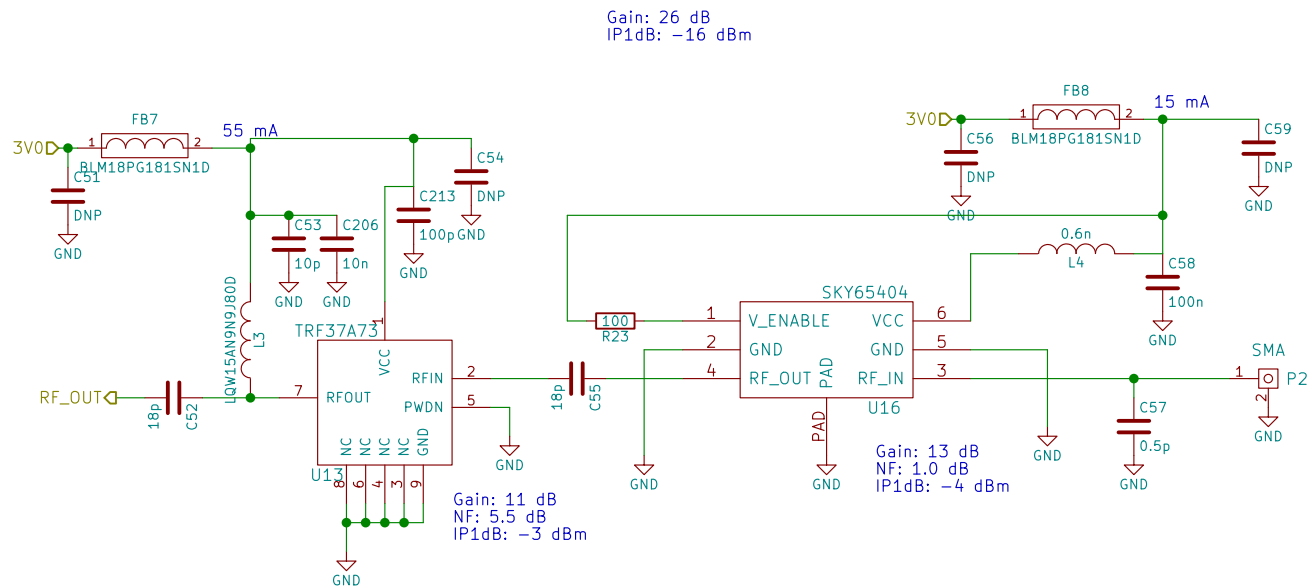 Gain: 26 dB
IP1dB: −16 dBm
FB7
55 mA
3V0
1
2
BLM18PG181SN1D
C51
DNP
GND
C54
DNP
GND
C213
100p
GND
C53
10p
GND
C206
10n
GND
LQW15AN9N9J80D
L3
TRF37A73
1
VCC
RFIN
2
RFOUT
7
PWDN
5
GND
NC
NC
NC
NC
GND
U13
8
6
4
3
9
GND
RF_OUT
18p
C52
Gain: 11 dB
NF: 5.5 dB
IP1dB: −3 dBm
18p
C55
FB8
15 mA
3V0
1
2
BLM18PG181SN1D
C56
DNP
GND
C59
DNP
GND
0.6n
L4
C58
100n
GND
SKY65404
100
R23
1
V_ENABLE
VCC
6
2
GND
GND
5
4
RF_OUT
RF_IN
3
PAD
PAD
U16
GND
GND
GND
Gain: 13 dB
NF: 1.0 dB
IP1dB: −4 dBm
C57
0.5p
GND
SMA
1
P2
2
GND